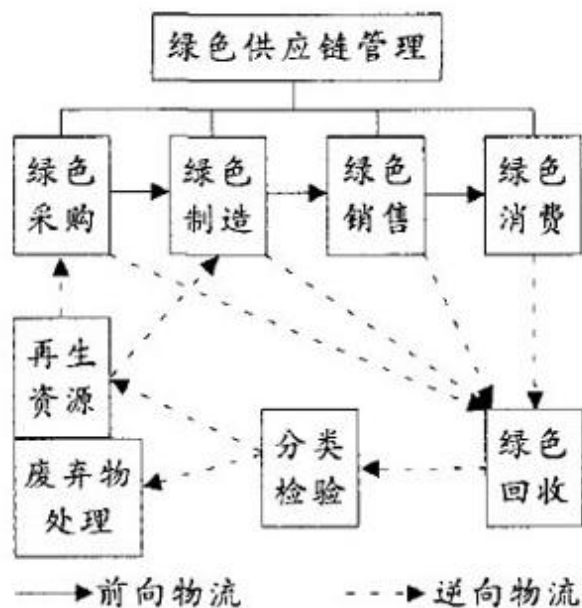 绿色供应链管理
绿色
采购
绿色
制造
绿色
销售
绿色
消费
再生
资源
废弃物
处理
分类
检验
绿色
回收
前向物流
逆向物流